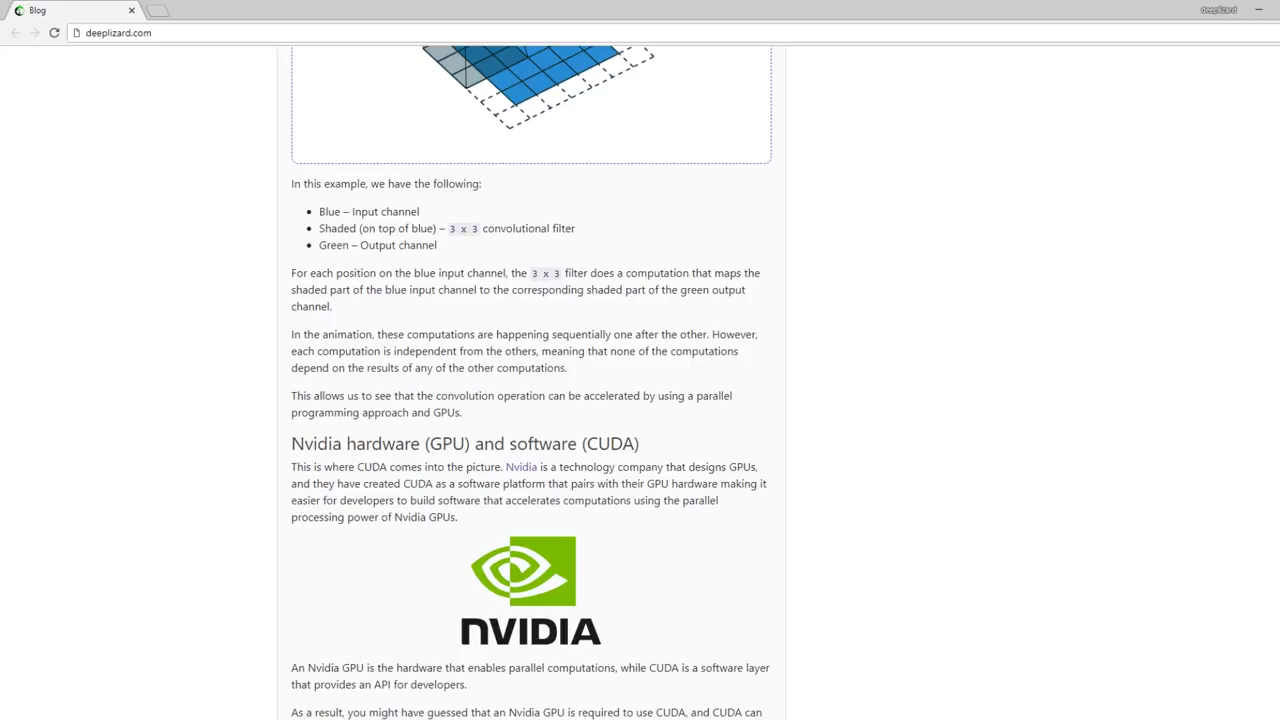 Blog
deeplizard
deeplizard.com
In this example, we have the following:
Blue – Input channel
Shaded (on top of blue) – 3 x 3 convolutional filter
Green – Output channel
For each position on the blue input channel, the 3 x 3 filter does a computation that maps the
shaded part of the blue input channel to the corresponding shaded part of the green output
channel.
In the animation, these computations are happening sequentially one after the other. However,
each computation is independent from the others, meaning that none of the computations
depend on the results of any of the other computations.
This allows us to see that the convolution operation can be accelerated by using a parallel
programming approach and GPUs.
Nvidia hardware (GPU) and software (CUDA)
This is where CUDA comes into the picture. Nvidia is a technology company that designs GPUs,
and they have created CUDA as a software platform that pairs with their GPU hardware making it
easier for developers to build software that accelerates computations using the parallel
processing power of Nvidia GPUs.
NVIDIA
An Nvidia GPU is the hardware that enables parallel computations, while CUDA is a software layer
that provides an API for developers.
As a result, you might have guessed that an Nvidia GPU is required to use CUDA, and CUDA can